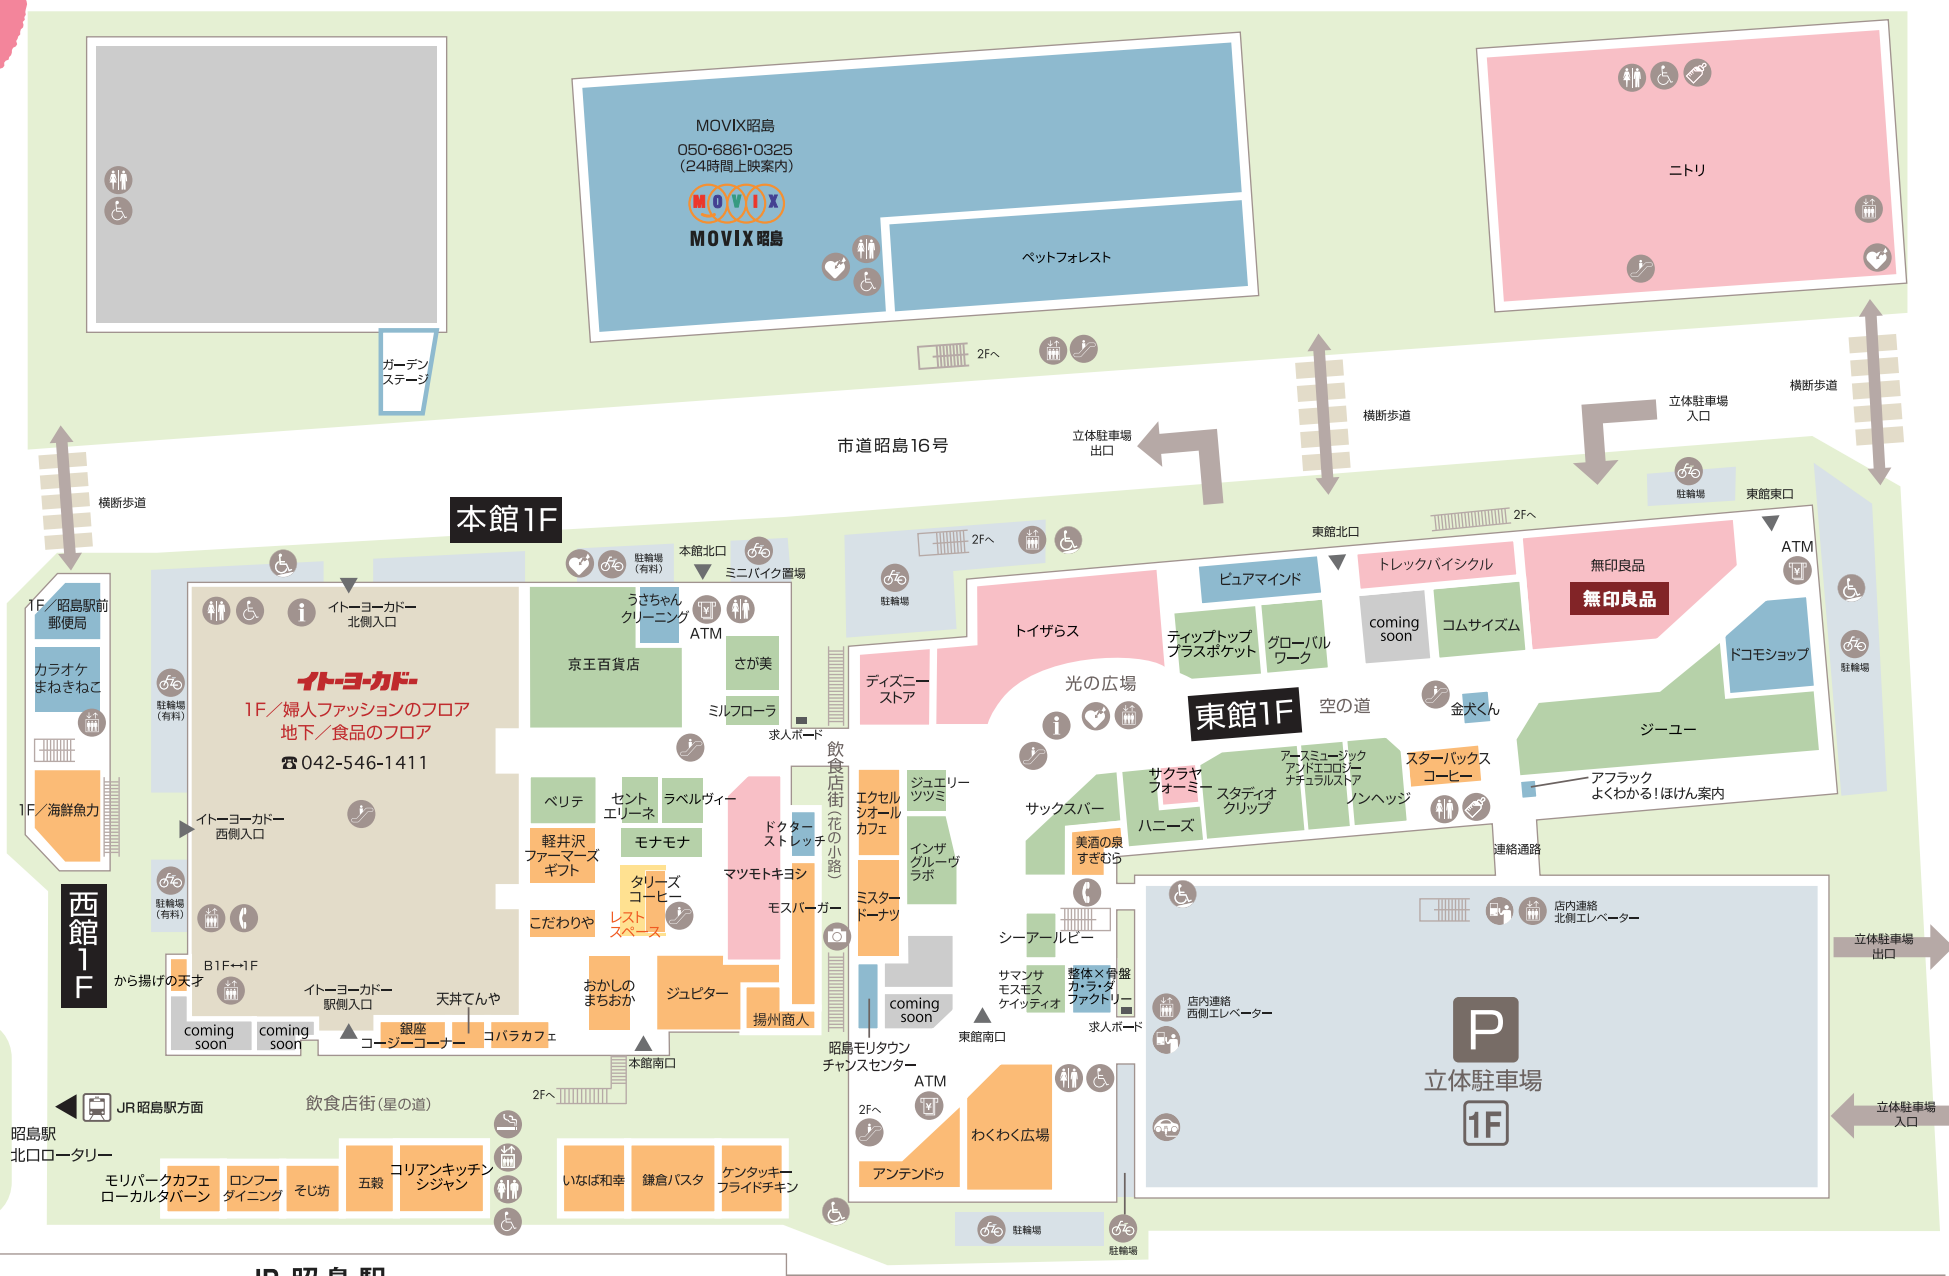 MOVIX昭島
050-6861-0325
（24時間上映案内）
MOVIX
MOVIX昭島
ペットフォレスト
ニトリ
ガーデン
ステージ
2Fへ
横断歩道
横断歩道
横断歩道
立体駐車場
入口
立体駐車場
出口
市道昭島16号
本館1F
駐輪場
東館東口
ATM
東館北口
2Fへ
2Fへ
駐輪場
(有料)
本館北口
ミニバイク置場
駐輪場
1F／昭島駅前
郵便局
カラオケ
まねきねこ
1F／海鮮魚力
西館1F
駐輪場
(有料)
駐輪場
(有料)
イトーヨーカドー
北側入口
イトーヨーカドー
1F／婦人ファッションのフロア
地下／食品のフロア
☎042-546-1411
イトーヨーカドー
西側入口
B1F↔1F
イトーヨーカドー
駅側入口
から揚げの天才
coming
soon
coming
soon
銀座
コージーコーナー
天丼てんや
コバラカフェ
うさちゃん
クリーニング
ATM
京王百貨店
さが美
ミルフローラ
求人ボード
ベリテ
セント
エリーネ
ラベルヴィー
モナモナ
軽井沢
ファーマーズ
ギフト
タリーズ
コーヒー
レスト
スペース
こだわりや
マツモトキヨシ
ドクター
ストレッチ
モスバーガー
おかしの
まちおか
ジュピター
揚州商人
本館南口
2Fへ
飲食店街（花の小路）
ディズニー
ストア
トイザらス
光の広場
東館1F
空の道
ピュアマインド
ティップトップ
プラスポケット
グローバル
ワーク
トレックバイシクル
coming
soon
コムサイズム
無印良品
無印良品
ドコモショップ
駐輪場
金犬くん
ジーユー
スターバックス
コーヒー
アフラック
よくわかる！ほけん案内
アースミュージック
アンドエコロジー
ナチュラルストア
ノンヘッジ
サクラヤ
フォーミー
スタディオ
クリップ
ハニーズ
サックスバー
美酒の泉
すぎむら
エクセル
シオール
カフェ
ジュエリー
ツツミ
インザ
グルーヴ
ラボ
ミスター
ドーナツ
シーアールビー
サマンサ
モスモス
ケイッティオ
整体×骨盤
カ・ラ・ダ
ファクトリー
求人ボード
coming
soon
昭島モリタウン
チャンスセンター
東館南口
ATM
2Fへ
アンテンドゥ
わくわく広場
連絡通路
店内連絡
北側エレベーター
店内連絡
西側エレベーター
P
立体駐車場
1F
立体駐車場
出口
立体駐車場
入口
駐輪場
駐輪場
JR昭島駅方面
昭島駅
北口ロータリー
飲食店街（星の道）
モリパークカフェ
ローカルタバーン
ロンフー
ダイニング
そじ坊
五穀
コリアンキッチン
シジャン
いなば和幸
鎌倉パスタ
ケンタッキー
フライドチキン
JR 昭島駅